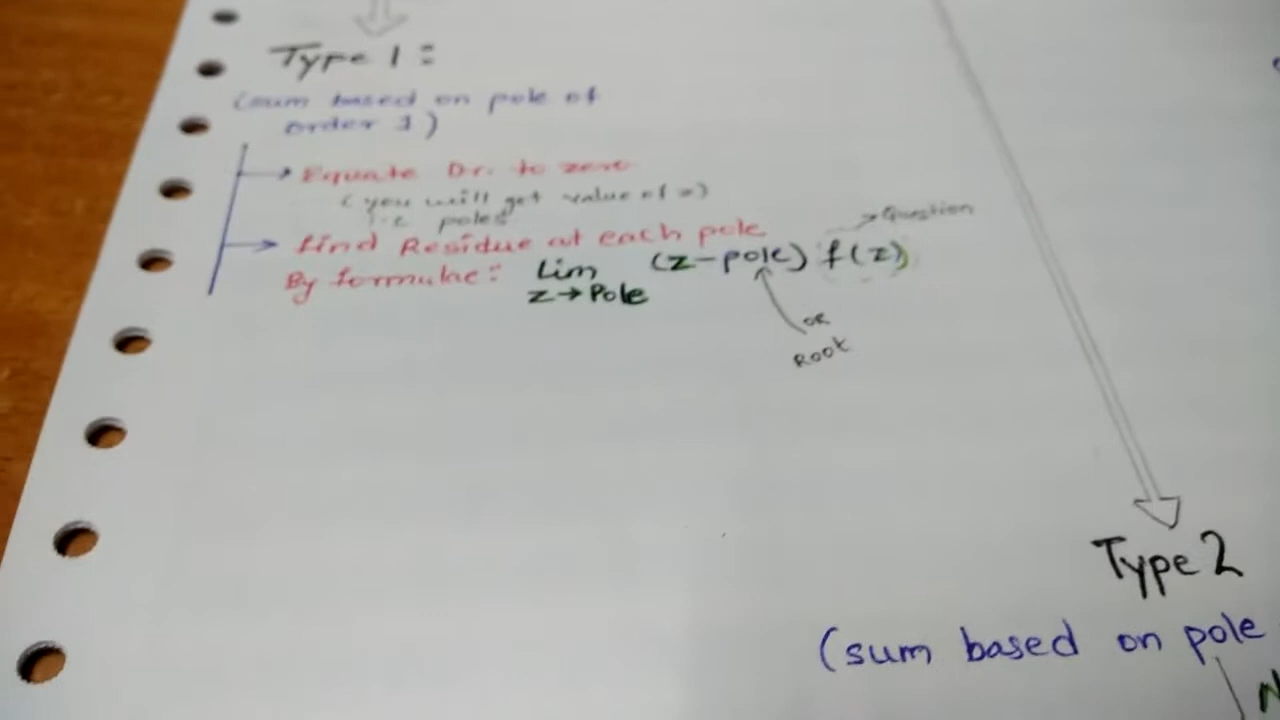 Type 1 :
(sum based on pole of
order 1)
→ Equate Dr. to zero
(you will get value of z)
i.e poles
→ find Residue at each pole
→ Question
By formulae: Lim (z-pole) f(z)
z→Pole
OR
Root
Type 2
(sum based on pole